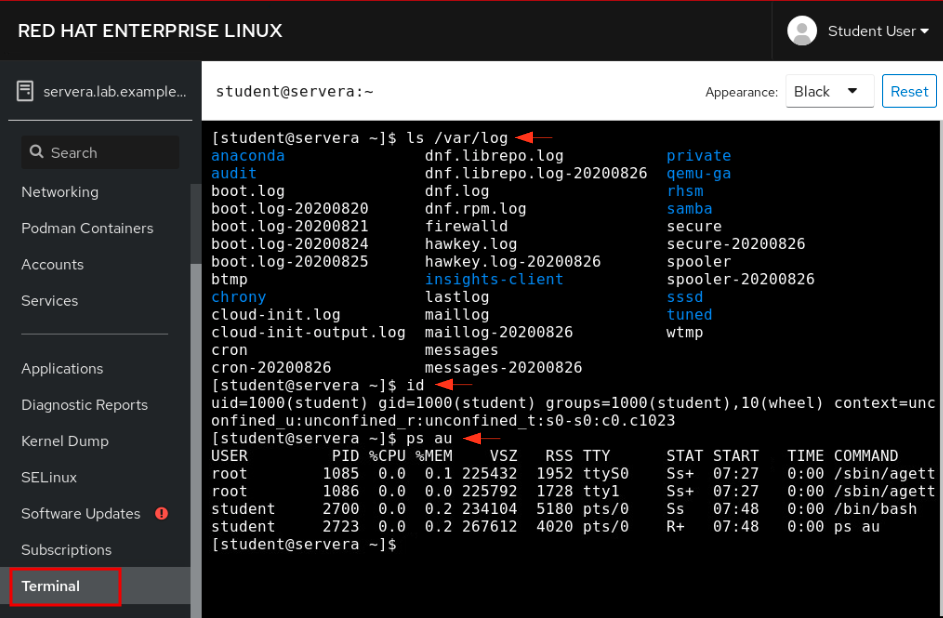 RED HAT ENTERPRISE LINUX
Student User
servera.lab.example...
student@servera:~
Appearance:
Black
Reset
Search
Networking
Podman Containers
Accounts
Services
Applications
Diagnostic Reports
Kernel Dump
SELinux
Software Updates
Subscriptions
Terminal
[student@servera ~]$ ls /var/log
anaconda dnf.librepo.log private
audit dnf.librepo.log-20200826 qemu-ga
boot.log dnf.log rhsm
boot.log-20200820 dnf.rpm.log samba
boot.log-20200821 firewalld secure
boot.log-20200824 hawkey.log secure-20200826
boot.log-20200825 hawkey.log-20200826 spooler
btmp insights-client spooler-20200826
chrony lastlog sssd
cloud-init.log maillog tuned
cloud-init-output.log maillog-20200826 wtmp
cron messages
cron-20200826 messages-20200826
[student@servera ~]$ id
uid=1000(student) gid=1000(student) groups=1000(student),10(wheel) context=unc
onfined_u:unconfined_r:unconfined_t:s0-s0:c0.c1023
[student@servera ~]$ ps au
USER PID %CPU %MEM VSZ RSS TTY STAT START TIME COMMAND
root 1085 0.0 0.1 225432 1952 ttyS0 Ss+ 07:27 0:00 /sbin/agett
root 1086 0.0 0.0 225792 1728 tty1 Ss+ 07:27 0:00 /sbin/agett
student 2700 0.0 0.2 234104 5180 pts/0 Ss 07:48 0:00 /bin/bash
student 2723 0.0 0.2 267612 4020 pts/0 R+ 07:48 0:00 ps au
[student@servera ~]$